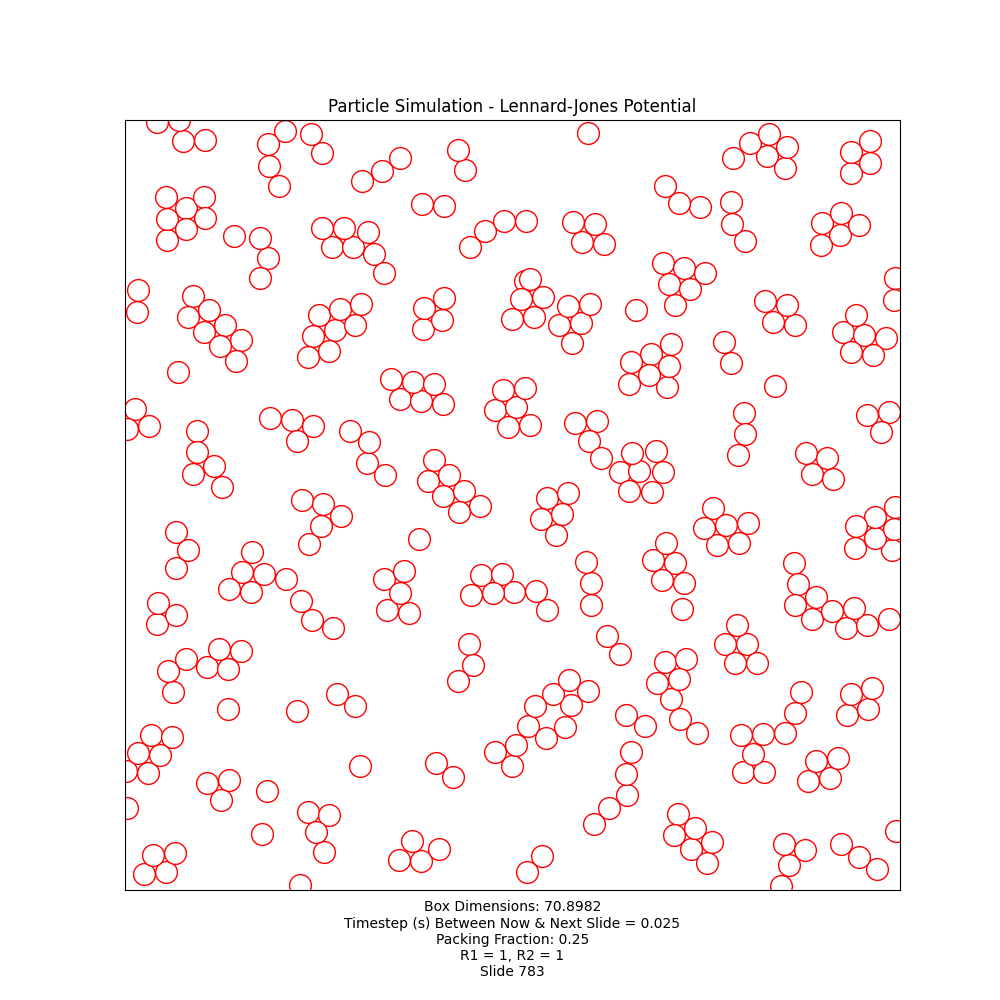 Particle Simulation - Lennard-Jones Potential
Box Dimensions: 70.8982
Timestep (s) Between Now & Next Slide = 0.025
Packing Fraction: 0.25
R1 = 1, R2 = 1
Slide 783